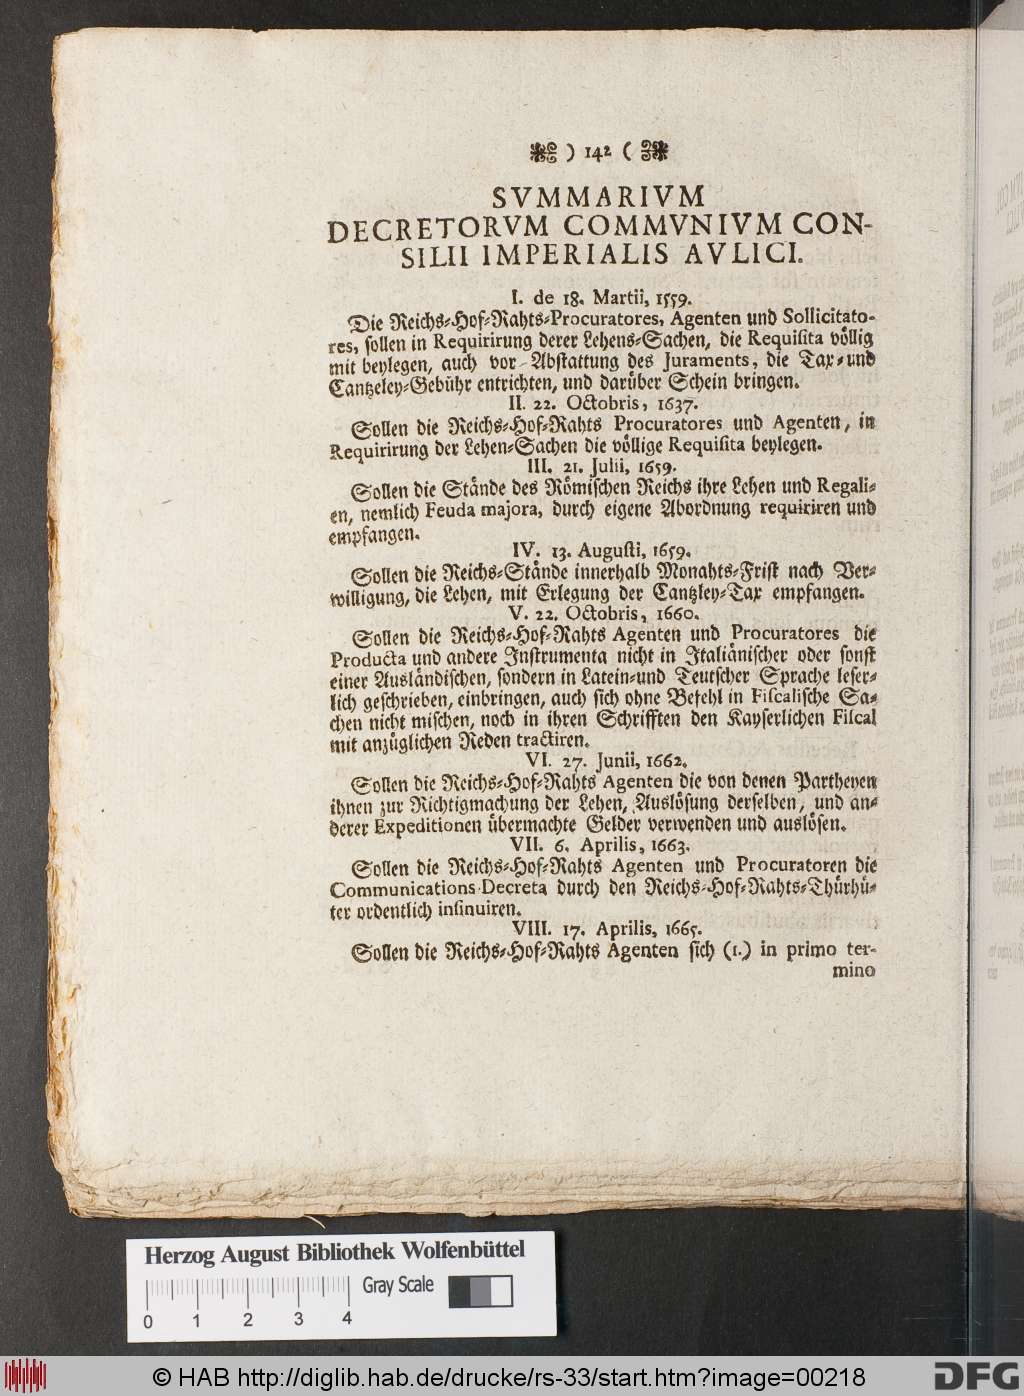 ) 142 (
SVMMARIVM
DECRETORVM COMMVNIVM CON-
SILII IMPERIALIS AVLICI.
I. de 18. Martii, 1559.
Die Reichs-Hof-Rahts-Procuratores, Agenten und Sollicitato-
res, sollen in Requirirung derer Lehens-Sachen, die Requisita völlig
mit beylegen, auch vor Abstattung des Juraments, die Tax-und
Cantzeley-Gebühr entrichten, und darüber Schein bringen.
II. 22. Octobris, 1637.
Sollen die Reichs-Hof-Rahts Procuratores und Agenten, in
Requirirung der Lehen-Sachen die völlige Requisita beylegen.
III. 21. Julii, 1659.
Sollen die Stände des Römischen Reichs ihre Lehen und Regali-
en, nemlich Feuda majora, durch eigene Abordnung requiriren und
empfangen.
IV. 13. Augusti, 1659.
Sollen die Reichs-Stände innerhalb Monahts-Frist nach Ver-
willigung, die Lehen, mit Erlegung der Cantzley-Tax empfangen.
V. 22. Octobris, 1660.
Sollen die Reichs-Hof-Rahts Agenten und Procuratores die
Producta und andere Instrumenta nicht in Italiänischer oder sonst
einer Ausländischen, sondern in Latein-und Teutscher Sprache leser-
lich geschrieben, einbringen, auch sich ohne Befehl in Fiscalische Sa-
chen nicht mischen, noch in ihren Schrifften den Kayserlichen Fiscal
mit anzüglichen Reden tractiren.
VI. 27. Junii, 1662.
Sollen die Reichs-Hof-Rahts Agenten die von denen Partheyen
ihnen zur Richtigmachung der Lehen, Auslösung derselben, und an-
derer Expeditionen übermachte Gelder verwenden und auslösen.
VII. 6. Aprilis, 1663.
Sollen die Reichs-Hof-Rahts Agenten und Procuratoren die
Communications-Decreta durch den Reichs-Hof-Rahts-Thürhü-
ter ordentlich insinuiren.
VIII. 17. Aprilis, 1665.
Sollen die Reichs-Hof-Rahts Agenten sich (1.) in primo ter-
mino
Herzog August Bibliothek Wolfenbüttel
Gray Scale
0 1 2 3 4
© HAB http://diglib.hab.de/drucke/rs-33/start.htm?image=00218
DFG